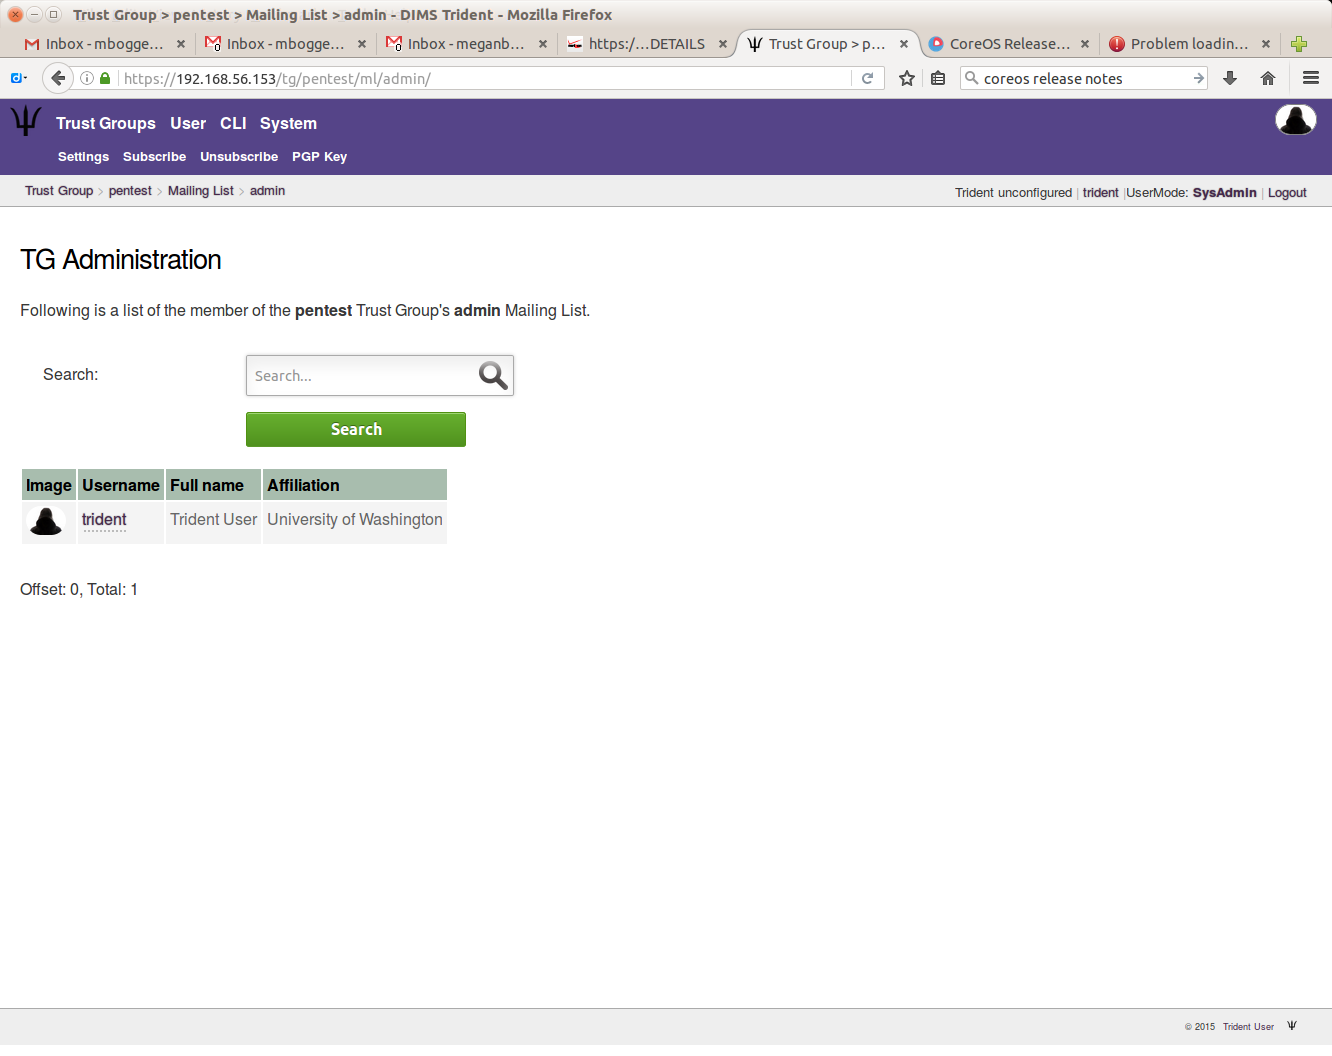 Trust Group > pentest > Mailing List > admin - DIMS Trident - Mozilla Firefox
Inbox - mbogge... Inbox - mbogge... Inbox - meganb... https:/...DETAILS Trust Group > p... CoreOS Release... Problem loadin...
https://192.168.56.153/tg/pentest/ml/admin/ coreos release notes
Trust Groups User CLI System
Settings Subscribe Unsubscribe PGP Key
Trust Group > pentest > Mailing List > admin
Trident unconfigured | trident |UserMode: SysAdmin | Logout
TG Administration
Following is a list of the member of the pentest Trust Group's admin Mailing List.
Search: Search...
Search
Image Username Full name Affiliation
trident Trident User University of Washington
Offset: 0, Total: 1
© 2015 Trident User